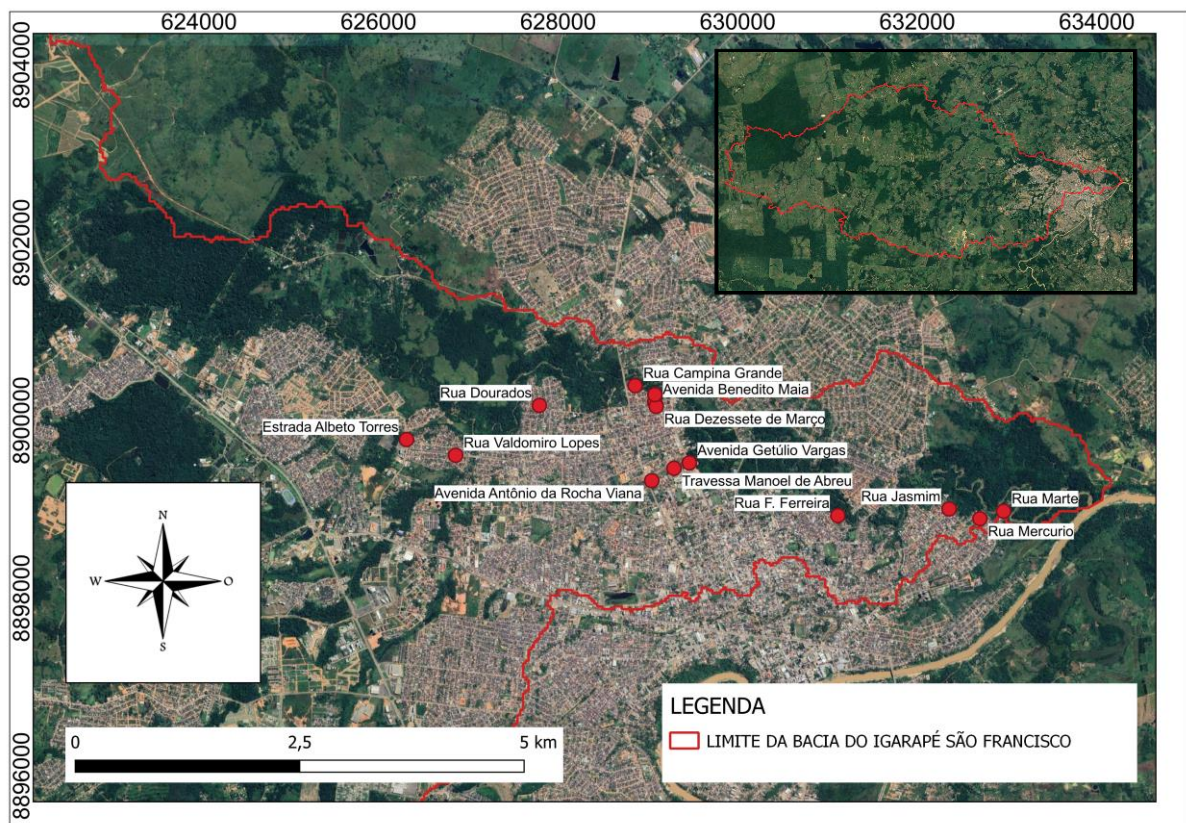 624000
626000
628000
630000
632000
634000
8904000
8902000
8900000
8898000
8896000
Rua Campina Grande
Avenida Benedito Maia
Rua Dourados
Rua Dezessete de Março
Estrada Albeto Torres
Rua Valdomiro Lopes
Avenida Getúlio Vargas
Travessa Manoel de Abreu
Avenida Antônio da Rocha Viana
Rua F. Ferreira
Rua Jasmim
Rua Marte
Rua Mercurio
N
W
O
S
LEGENDA
LIMITE DA BACIA DO IGARAPÉ SÃO FRANCISCO
0
2,5
5 km